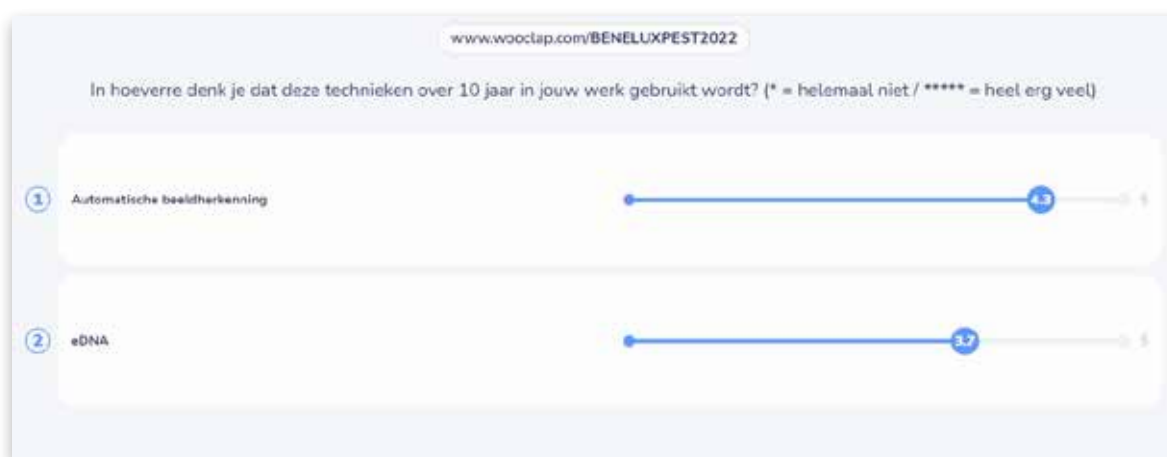 www.wooclap.com/BENELUXPEST2022
In hoeverre denk je dat deze technieken over 10 jaar in jouw werk gebruikt wordt? (* = helemaal niet / ***** = heel erg veel)
1 Automatische beeldherkenning 4.3 5
2 eDNA 3.7 5